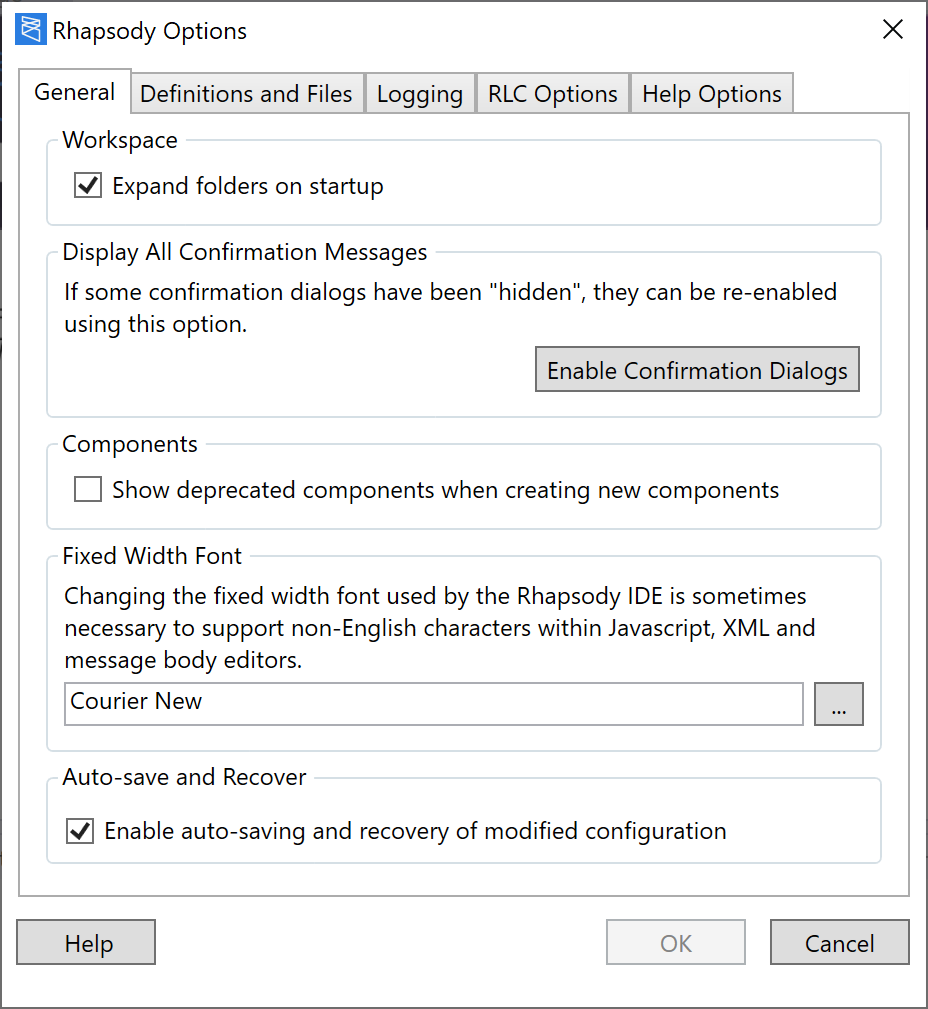 Rhapsody Options
General
Definitions and Files
Logging
RLC Options
Help Options
Workspace
Expand folders on startup
Display All Confirmation Messages
If some confirmation dialogs have been "hidden", they can be re-enabled
using this option.
Enable Confirmation Dialogs
Components
Show deprecated components when creating new components
Fixed Width Font
Changing the fixed width font used by the Rhapsody IDE is sometimes
necessary to support non-English characters within Javascript, XML and
message body editors.
Courier New
...
Auto-save and Recover
Enable auto-saving and recovery of modified configuration
Help
OK
Cancel